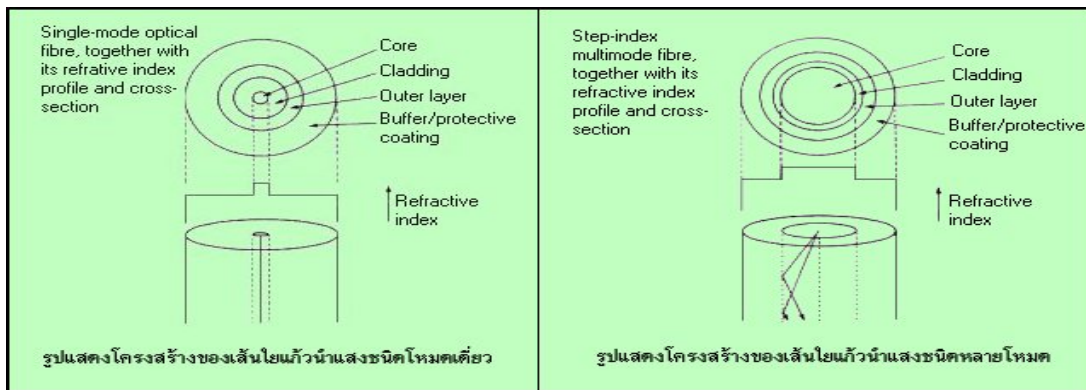 Single-mode optical
fibre, together with
its refrative index
profile and cross-
section
Core
Cladding
Outer layer
Buffer/protective
coating
Refractive
index
รูปแสดงโครงสร้างของเส้นใยแก้วนำแสงชนิดโหมดเดี่ยว
Step-index
multimode fibre,
together with its
refractive index
profile and cross-
section
Core
Cladding
Outer layer
Buffer/protective
coating
Refractive
index
รูปแสดงโครงสร้างของเส้นใยแก้วนำแสงชนิดหลายโหมด